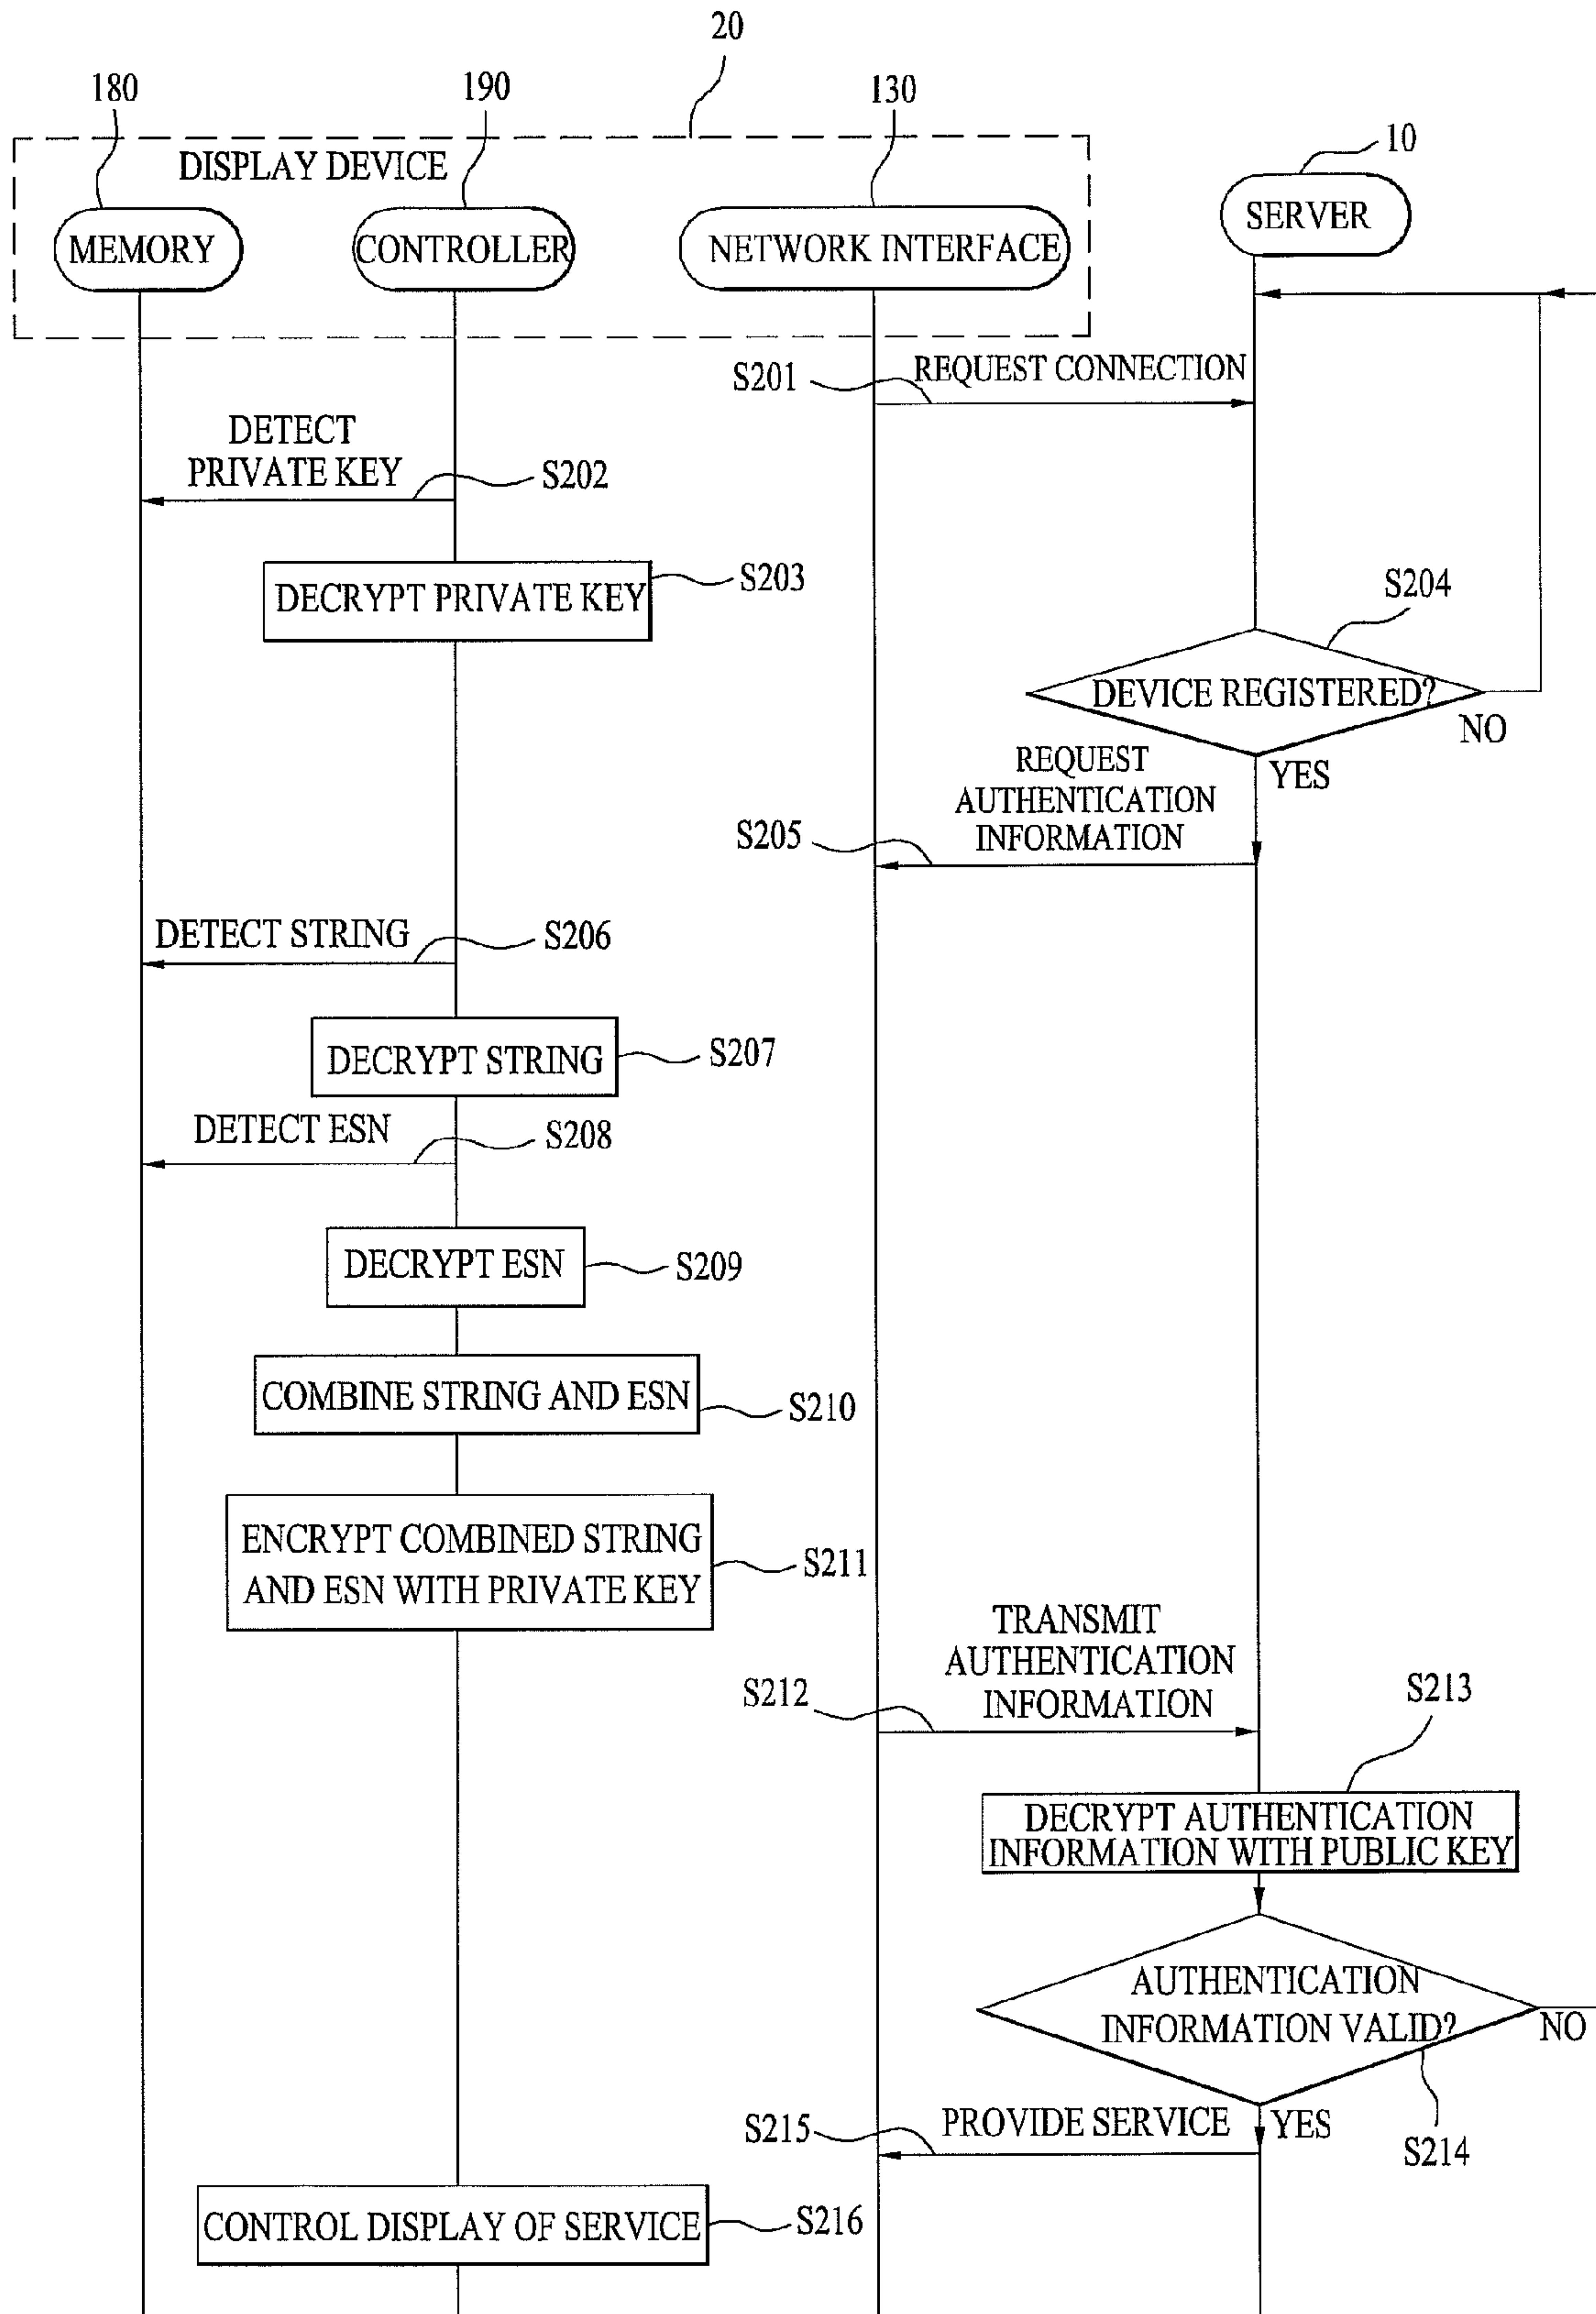 20
180
190
130
10
DISPLAY DEVICE
MEMORY
CONTROLLER
NETWORK INTERFACE
SERVER
S201
REQUEST CONNECTION
DETECT
PRIVATE KEY
S202
DECRYPT PRIVATE KEY
S203
S204
DEVICE REGISTERED?
NO
YES
REQUEST
AUTHENTICATION
INFORMATION
S205
DETECT STRING
S206
DECRYPT STRING
S207
DETECT ESN
S208
DECRYPT ESN
S209
COMBINE STRING AND ESN
S210
ENCRYPT COMBINED STRING
AND ESN WITH PRIVATE KEY
S211
TRANSMIT
AUTHENTICATION
INFORMATION
S212
S213
DECRYPT AUTHENTICATION
INFORMATION WITH PUBLIC KEY
AUTHENTICATION
INFORMATION VALID?
NO
S214
YES
S215
PROVIDE SERVICE
CONTROL DISPLAY OF SERVICE
S216